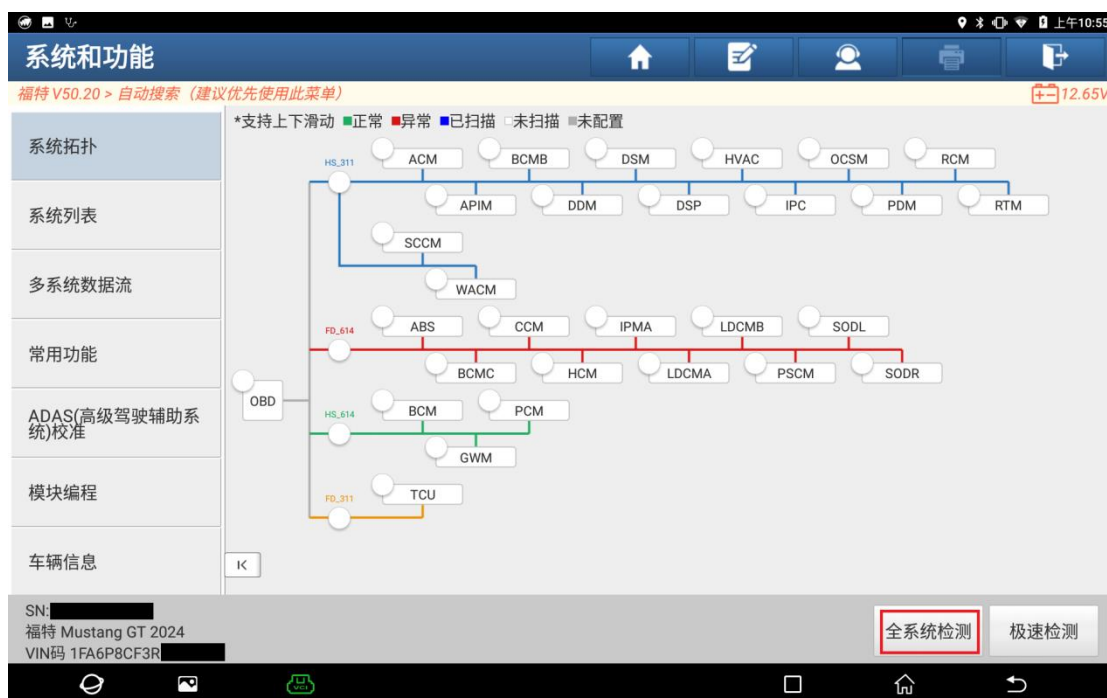 上午10:55
系统和功能
福特 V50.20 > 自动搜索（建议优先使用此菜单）
12.65V
系统拓扑
系统列表
多系统数据流
常用功能
ADAS(高级驾驶辅助系
统)校准
模块编程
车辆信息
*支持上下滑动 正常 异常 已扫描 未扫描 未配置
HS_311
ACM BCMB DSM HVAC OCSM RCM
APIM DDM DSP IPC PDM RTM
SCCM
WACM
FD_614
ABS CCM IPMA LDCMB SODL
BCMC HCM LDCMA PSCM SODR
OBD
HS_614
BCM PCM
GWM
FD_311
TCU
SN:
福特 Mustang GT 2024
VIN码 1FA6P8CF3R
全系统检测 极速检测
VCI